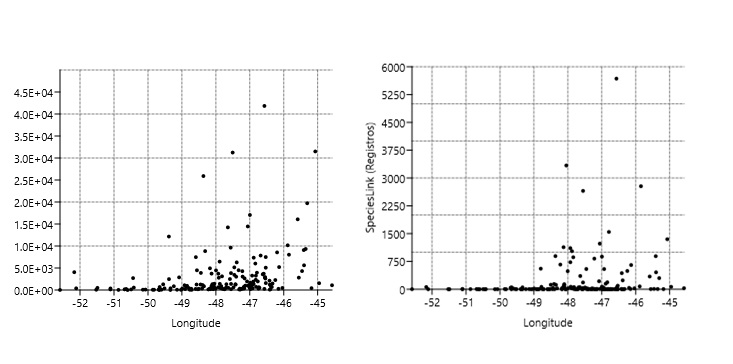 4.5E+04
4.0E+04
3.5E+04
3.0E+04
2.5E+04
2.0E+04
1.5E+04
1.0E+04
5.0E+03
0.0E+00
-52 -51 -50 -49 -48 -47 -46 -45
Longitude
SpeciesLink (Registros)
6000
5250
4500
3750
3000
2250
1500
750
0
-52 -51 -50 -49 -48 -47 -46 -45
Longitude